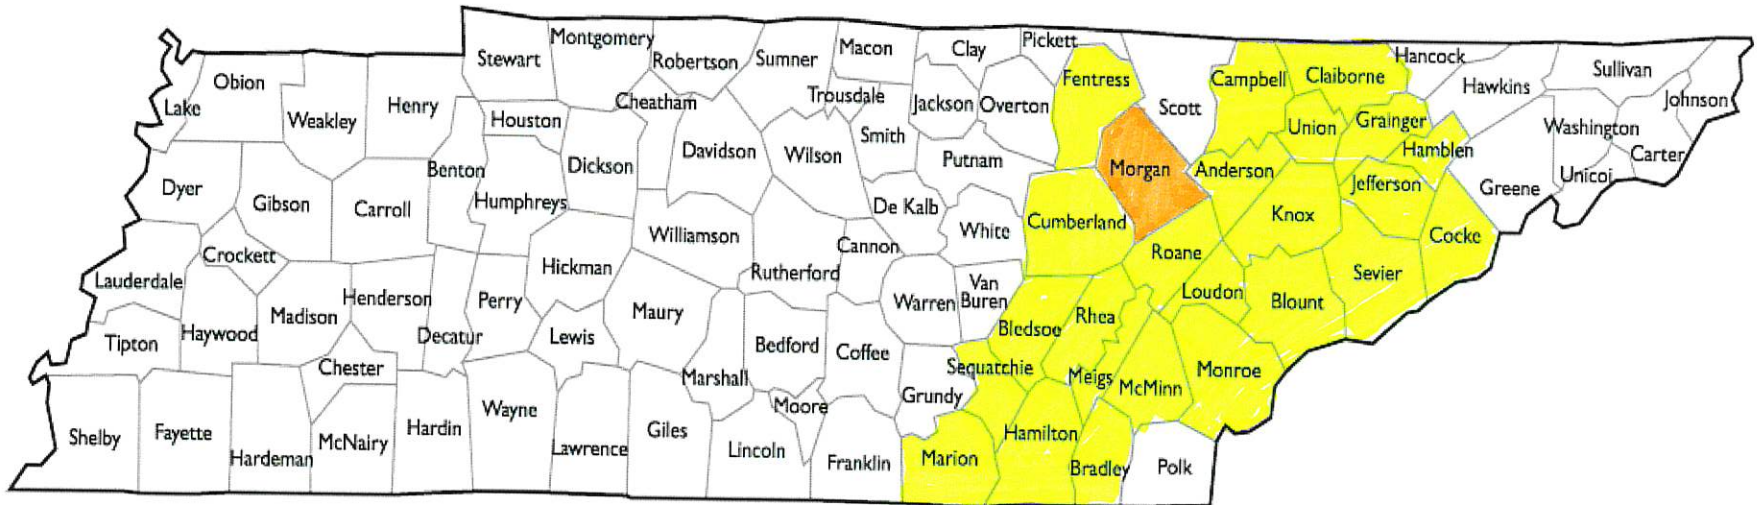 Lake
Obion
Weakley
Henry
Stewart
Montgomery
Robertson
Sumner
Macon
Clay
Pickett
Fentress
Scott
Campbell
Claiborne
Hancock
Hawkins
Sullivan
Johnson
Houston
Cheatham
Trousdale
Jackson
Overton
Union
Grainger
Washington
Carter
Benton
Dickson
Davidson
Wilson
Smith
Putnam
Morgan
Anderson
Hamblen
Jefferson
Greene
Unicoi
Dyer
Gibson
Carroll
Humphreys
Williamson
De Kalb
White
Cumberland
Knox
Cocke
Crockett
Hickman
Rutherford
Cannon
Roane
Sevier
Lauderdale
Haywood
Madison
Henderson
Decatur
Perry
Lewis
Maury
Warren
Van
Buren
Bledsoe
Rhea
Loudon
Blount
Tipton
Chester
Bedford
Coffee
Sequatchie
Meigs
McMinn
Monroe
Marshall
Moore
Grundy
Shelby
Fayette
Hardeman
McNairy
Hardin
Wayne
Lawrence
Giles
Lincoln
Franklin
Marion
Hamilton
Bradley
Polk